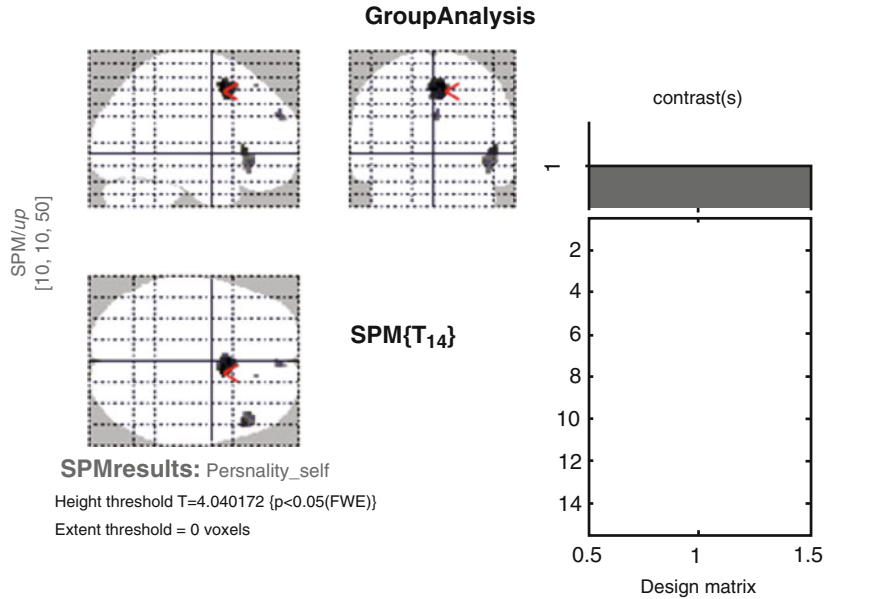 GroupAnalysis
SPM/up
[10, 10, 50]
<
<
<
SPM{T14}
SPMresults: Persnality_self
Height threshold T=4.040172 {p<0.05(FWE)}
Extent threshold = 0 voxels
contrast(s)
1
2
4
6
8
10
12
14
0.5 1 1.5
Design matrix